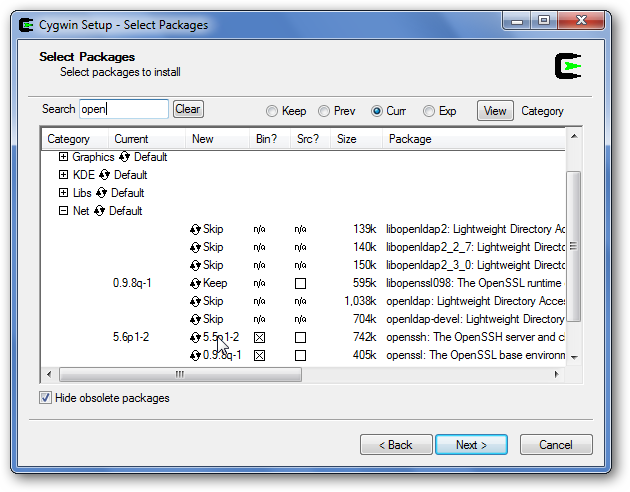 Cygwin Setup - Select Packages
Select Packages
Select packages to install
Search open Clear Keep Prev Curr Exp View Category
Category Current New Bin? Src? Size Package
Graphics Default
KDE Default
Libs Default
Net Default
Skip n/a n/a 139k libopenldap2: Lightweight Directory Ac
Skip n/a n/a 140k libopenldap2_2_7: Lightweight Directo
Skip n/a n/a 150k libopenldap2_3_0: Lightweight Directo
0.9.8q-1 Keep n/a 595k libopenssl098: The OpenSSL runtime
Skip n/a n/a 1,038k openldap: Lightweight Directory Acces
Skip n/a n/a 704k openldap-devel: Lightweight Directory
5.6p1-2 5.5p1-2 742k openssh: The OpenSSH server and cl
0.9.8q-1 405k openssl: The OpenSSL base environm
Hide obsolete packages
< Back Next > Cancel